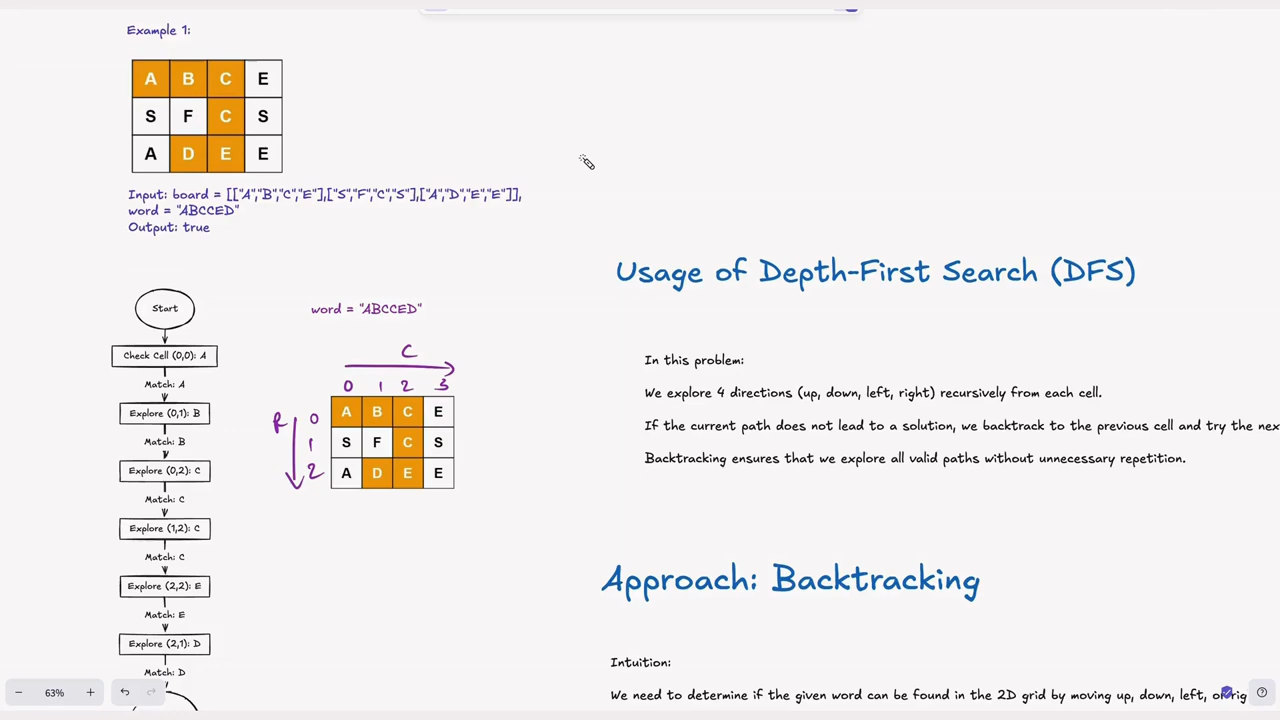 Example 1:
A B C E
S F C S
A D E E
Input: board = [["A","B","C","E"],["S","F","C","S"],["A","D","E","E"]],
word = "ABCCED"
Output: true
Start
Check Cell (0,0): A
Match: A
Explore (0,1): B
Match: B
Explore (0,2): C
Match: C
Explore (1,2): C
Match: C
Explore (2,2): E
Match: E
Explore (2,1): D
Match: D
word = "ABCCED"
C
0 1 2 3
R 0 A B C E
1 S F C S
2 A D E E
Usage of Depth-First Search (DFS)
In this problem:
We explore 4 directions (up, down, left, right) recursively from each cell.
If the current path does not lead to a solution, we backtrack to the previous cell and try the nex
Backtracking ensures that we explore all valid paths without unnecessary repetition.
Approach: Backtracking
Intuition:
We need to determine if the given word can be found in the 2D grid by moving up, down, left, or rig
63%